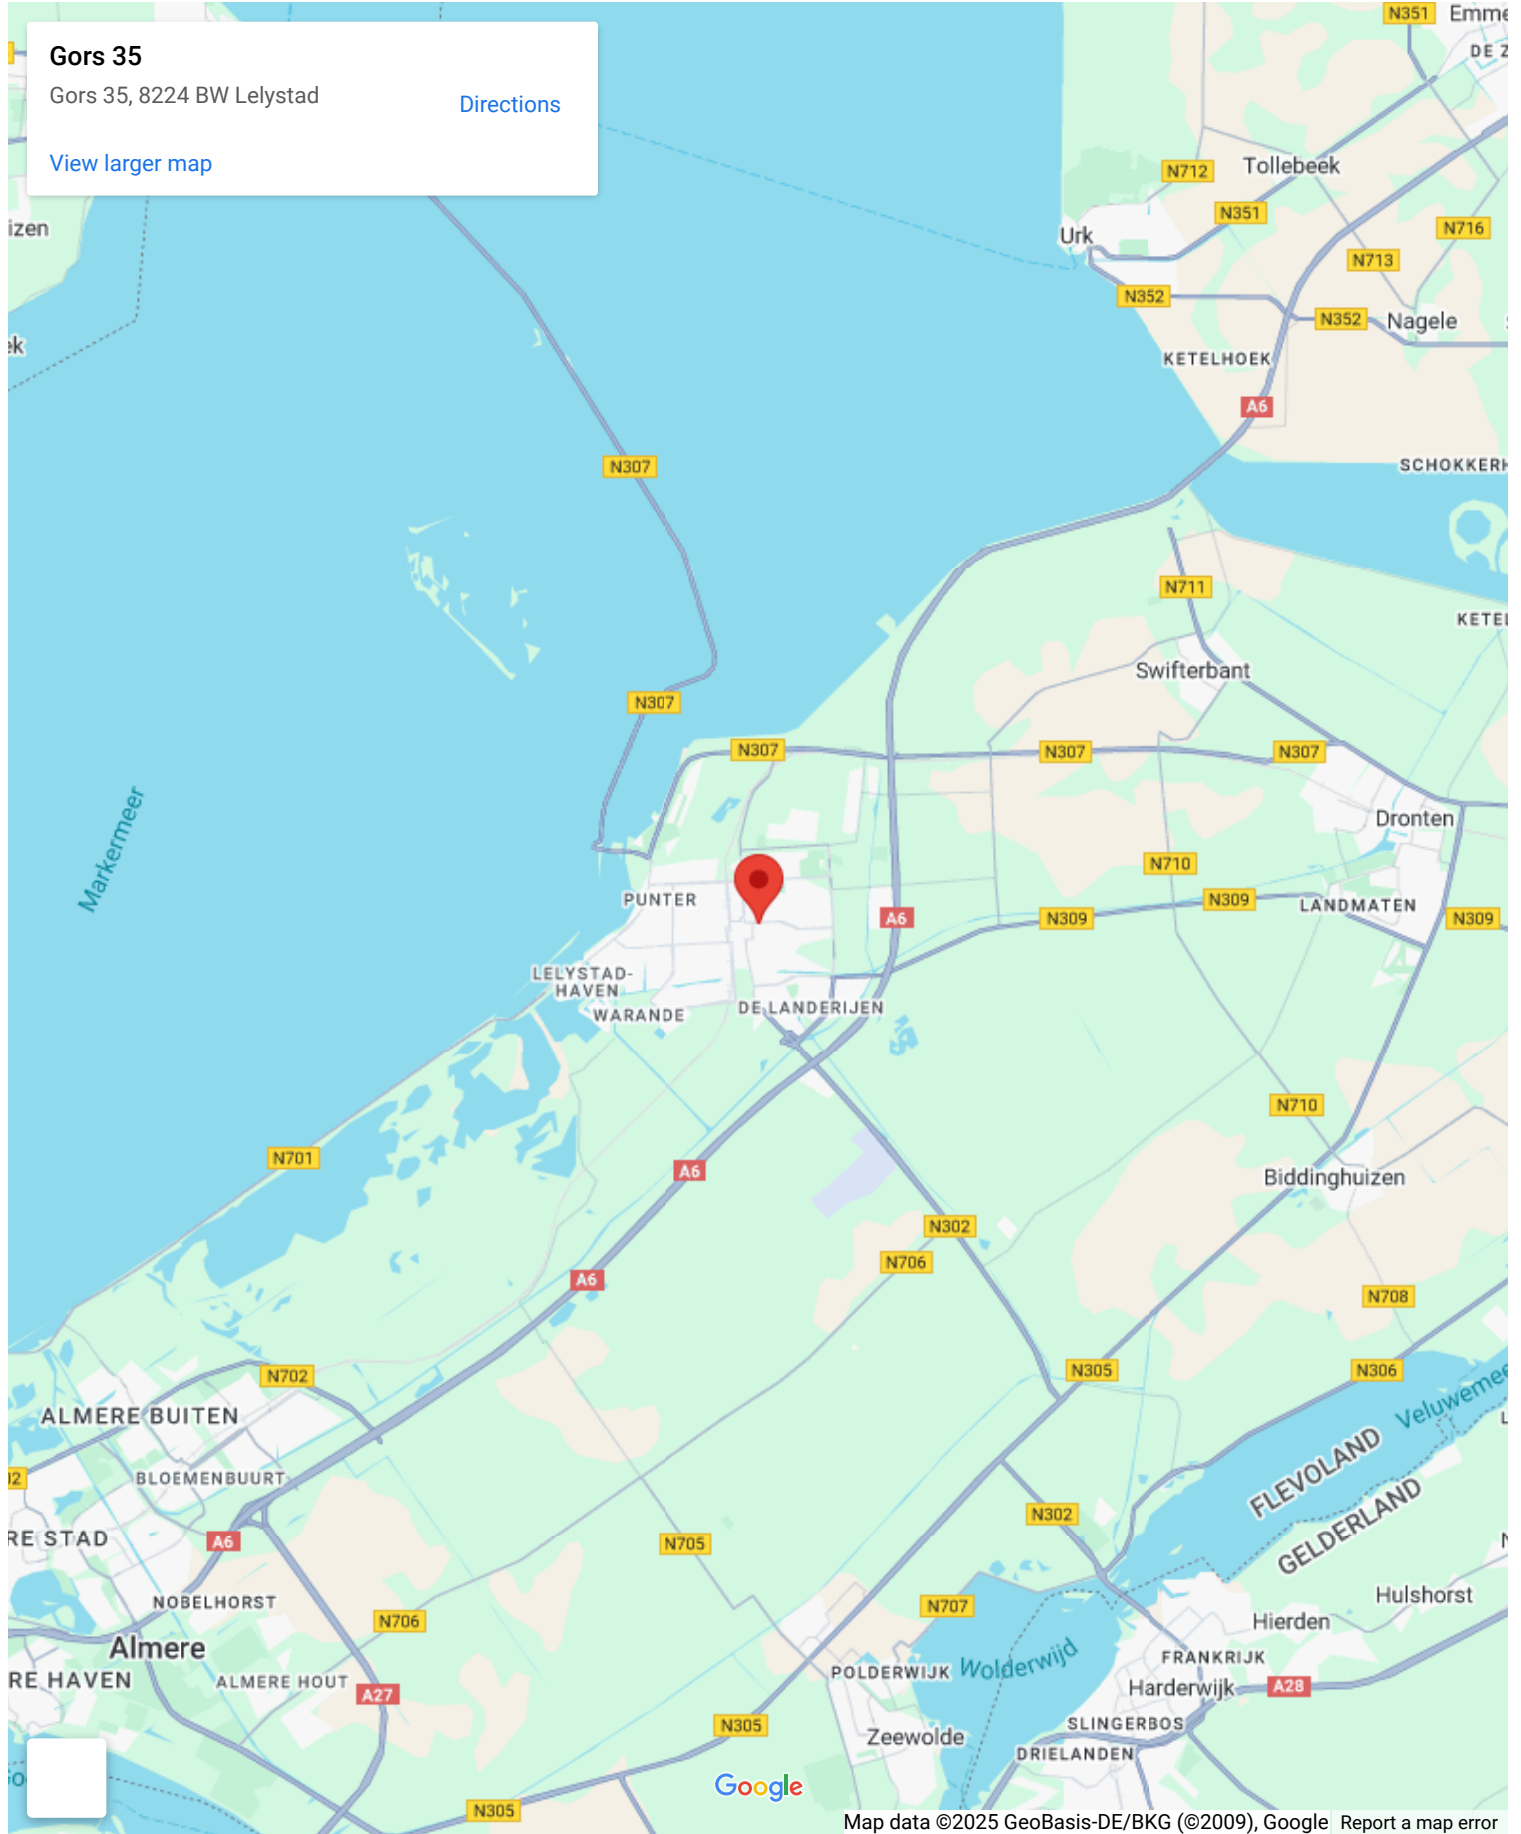 Gors 35
Gors 35, 8224 BW Lelystad
Directions
View larger map
N351
Emme
DE Z
N712
Tollebeek
N351
N716
izen
Urk
N713
N352
N352
Nagele
ek
KETELHOEK
A6
SCHOKKERH
N307
N711
KETEL
Swifterbant
N307
N307
N307
N307
Markermeer
Dronten
N710
PUNTER
N309
LANDMATEN
A6
N309
N309
LELYSTAD-
HAVEN
WARANDE
DE LANDERIJEN
N710
N701
A6
Biddinghuizen
N302
N706
A6
N708
N702
N305
N306
Veluwemee
ALMERE BUITEN
FLEVOLAND
BLOEMENBUURT
02
GELDERLAND
N302
RE STAD
A6
N705
NOBELHORST
N706
N707
Hulshorst
Hierden
Almere
FRANKRIJK
Wolderwijd
POLDERWIJK
RE HAVEN
ALMERE HOUT
A27
Harderwijk
A28
N305
SLINGERBOS
Zeewolde
DRIELANDEN
Google
N305
Map data ©2025 GeoBasis-DE/BKG (©2009), Google
Report a map error